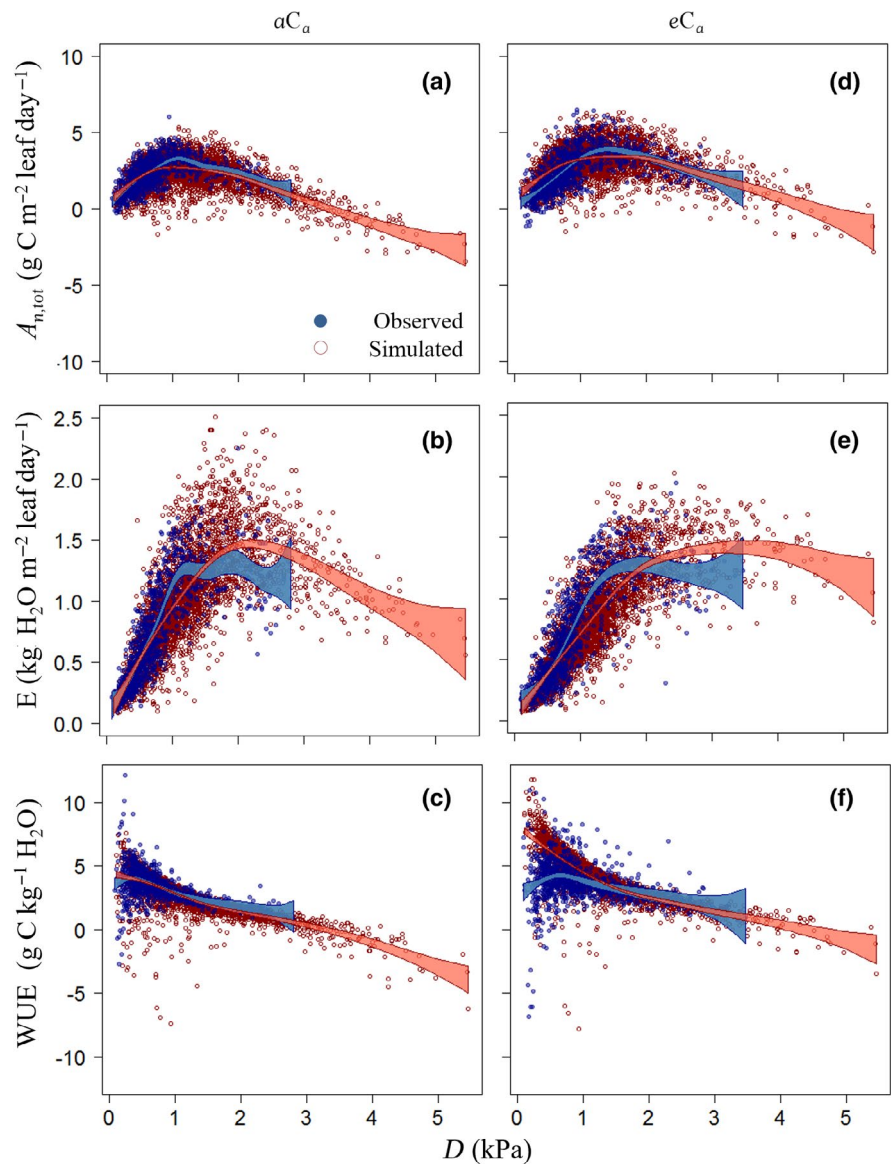 aCₐ
eCₐ
Aₙ,ₜₒₜ (g C m⁻² leaf day⁻¹)
10
5
0
-5
-10
(a)
Observed
Simulated
(d)
E (kg H₂O m⁻² leaf day⁻¹)
2.5
2.0
1.5
1.0
0.5
0.0
(b)
(e)
WUE (g C kg⁻¹ H₂O)
10
5
0
-5
-10
(c)
(f)
0 1 2 3 4 5
0 1 2 3 4 5
D (kPa)